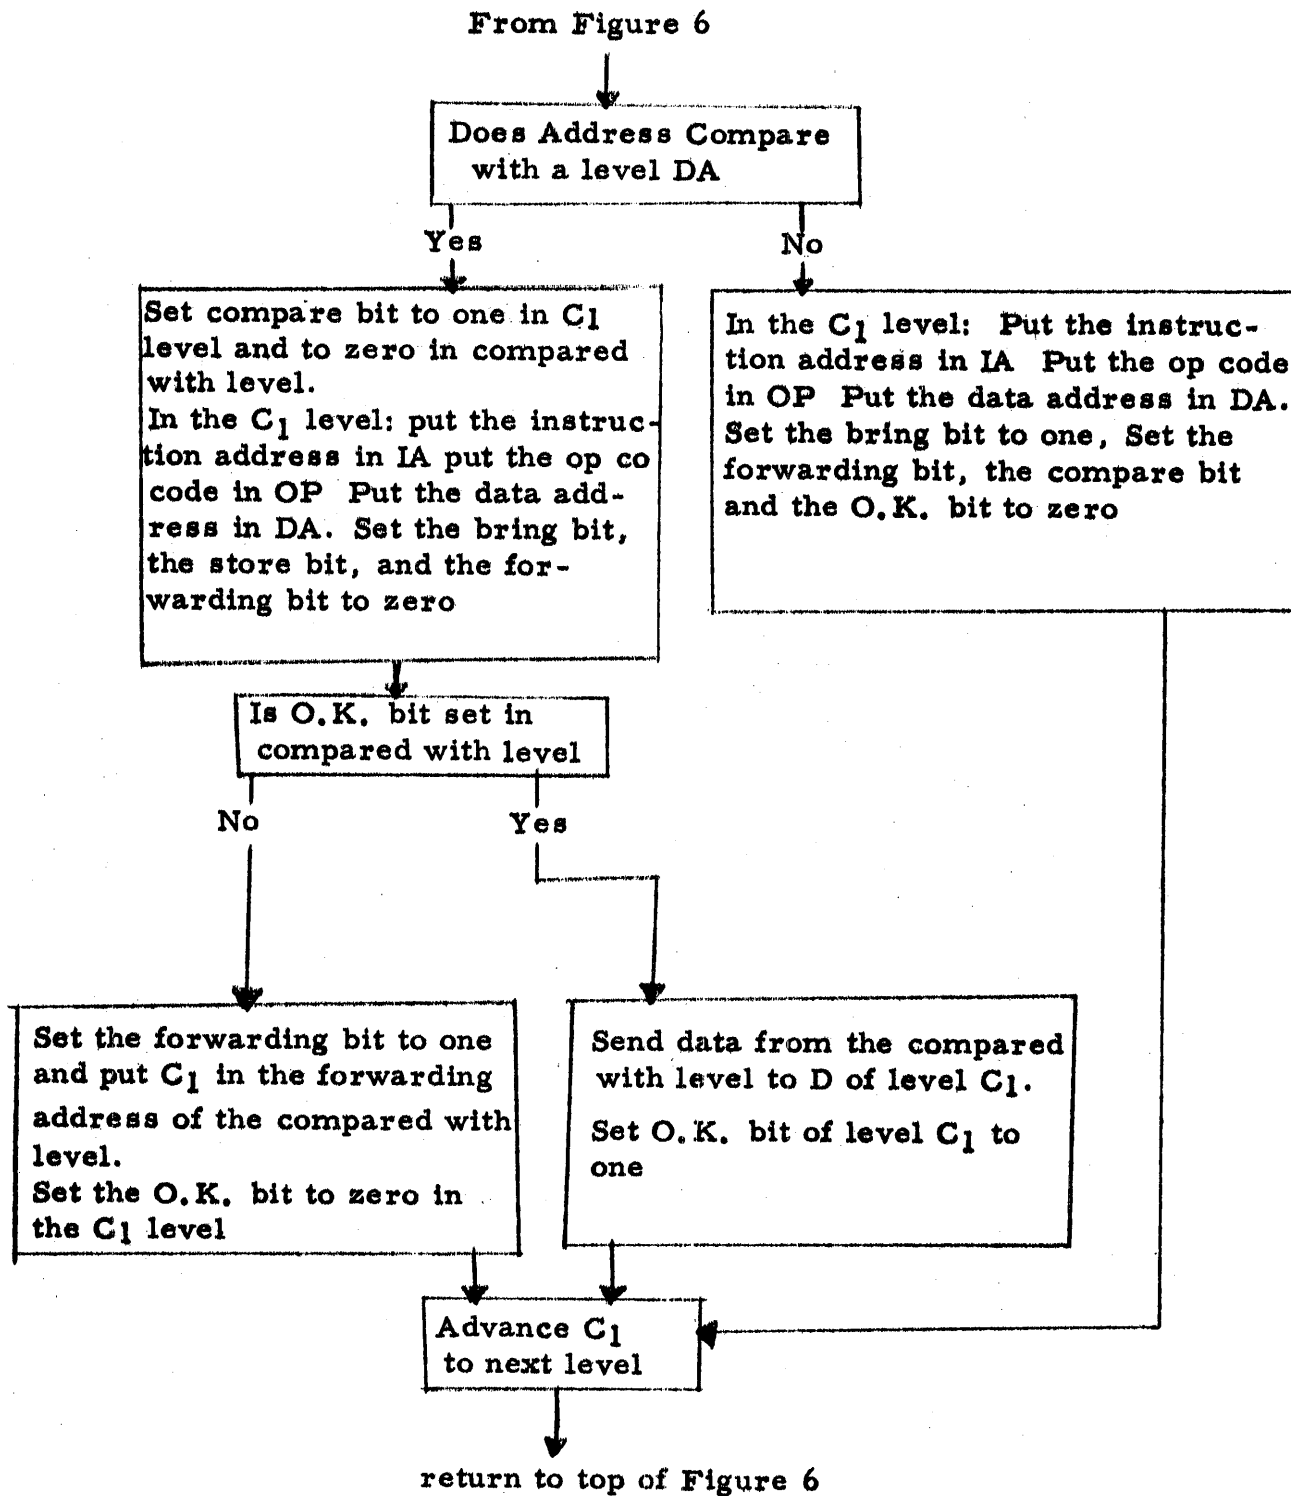 From Figure 6
Does Address Compare
with a level DA
Yes
No
Set compare bit to one in C1
level and to zero in compared
with level.
In the C1 level: put the instruc-
tion address in IA put the op co
code in OP Put the data add-
ress in DA. Set the bring bit,
the store bit, and the for-
warding bit to zero
In the C1 level: Put the instruc-
tion address in IA Put the op code
in OP Put the data address in DA.
Set the bring bit to one, Set the
forwarding bit, the compare bit
and the O.K. bit to zero
Is O.K. bit set in
compared with level
No
Yes
Set the forwarding bit to one
and put C1 in the forwarding
address of the compared with
level.
Set the O.K. bit to zero in
the C1 level
Send data from the compared
with level to D of level C1.
Set O.K. bit of level C1 to
one
Advance C1
to next level
return to top of Figure 6